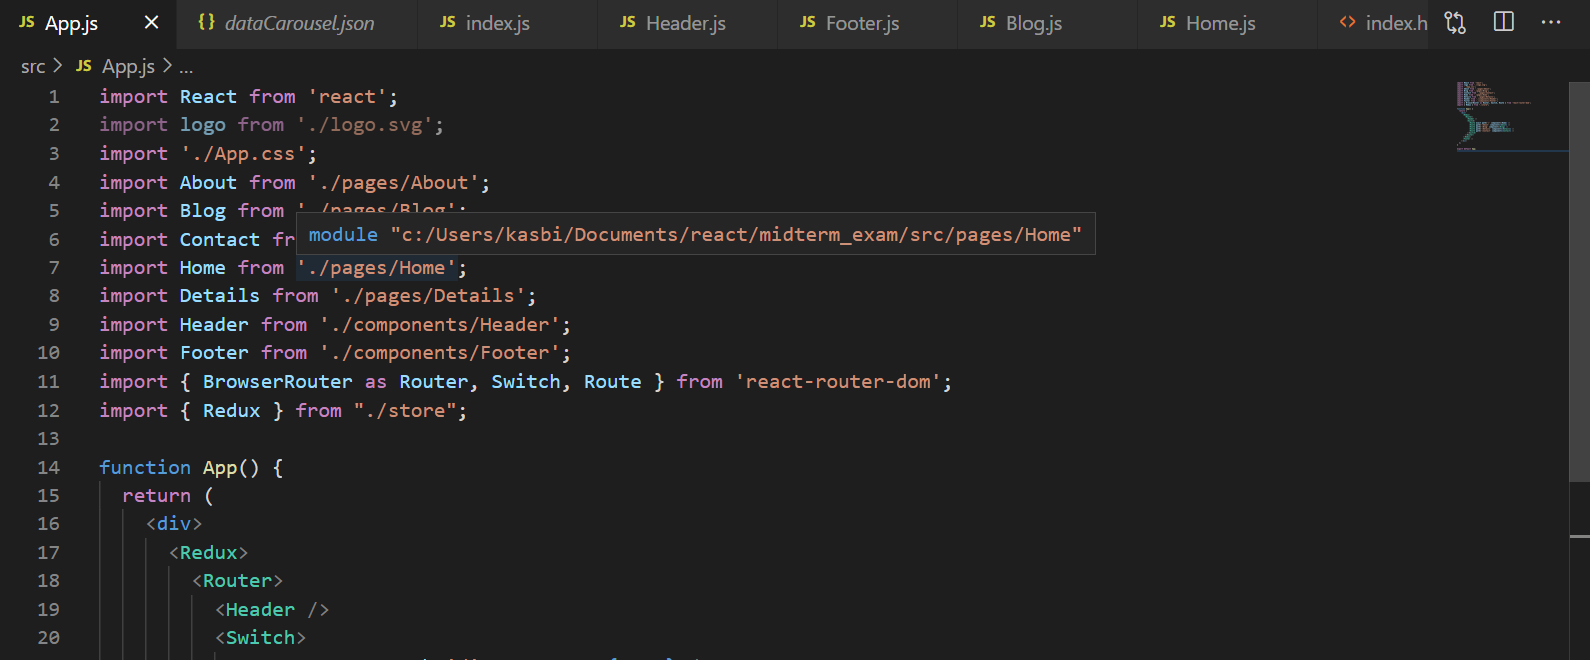 JS App.js × {} dataCarousel.json JS index.js JS Header.js JS Footer.js JS Blog.js JS Home.js <> index.h ...
src > JS App.js > ...
1 import React from 'react';
2 import logo from './logo.svg';
3 import './App.css';
4 import About from './pages/About';
5 import Blog from './pages/Blog';
module "c:/Users/kasbi/Documents/react/midterm_exam/src/pages/Home"
6 import Contact fr
7 import Home from './pages/Home';
8 import Details from './pages/Details';
9 import Header from './components/Header';
10 import Footer from './components/Footer';
11 import { BrowserRouter as Router, Switch, Route } from 'react-router-dom';
12 import { Redux } from "./store";
13
14 function App() {
15 return (
16 <div>
17 <Redux>
18 <Router>
19 <Header />
20 <Switch>